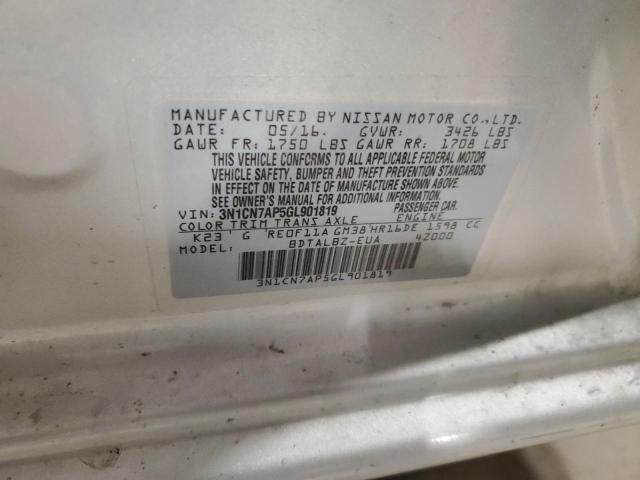 MANUFACTURED BY NISSAN MOTOR CO.,LTD.
DATE: 05/16. GVWR: 3426 LBS
GAWR FR: 1750 LBS GAWR RR: 1708 LBS
THIS VEHICLE CONFORMS TO ALL APPLICABLE FEDERAL MOTOR
VEHICLE SAFETY, BUMPER AND THEFT PREVENTION STANDARDS
IN EFFECT ON THE DATE OF MANUFACTURE SHOWN ABOVE.
SEE OWNER'S MANUAL FOR ADDITIONAL INFORMATION.
VIN: 3N1CN7AP5GL901819 PASSENGER CAR
COLOR TRIM TRANS AXLE ENGINE
K23 G RE0F11A GM38 HR16DE 1598 CC
MODEL: BDTALBZ-EUA 4Z000
3N1CN7AP5GL901819